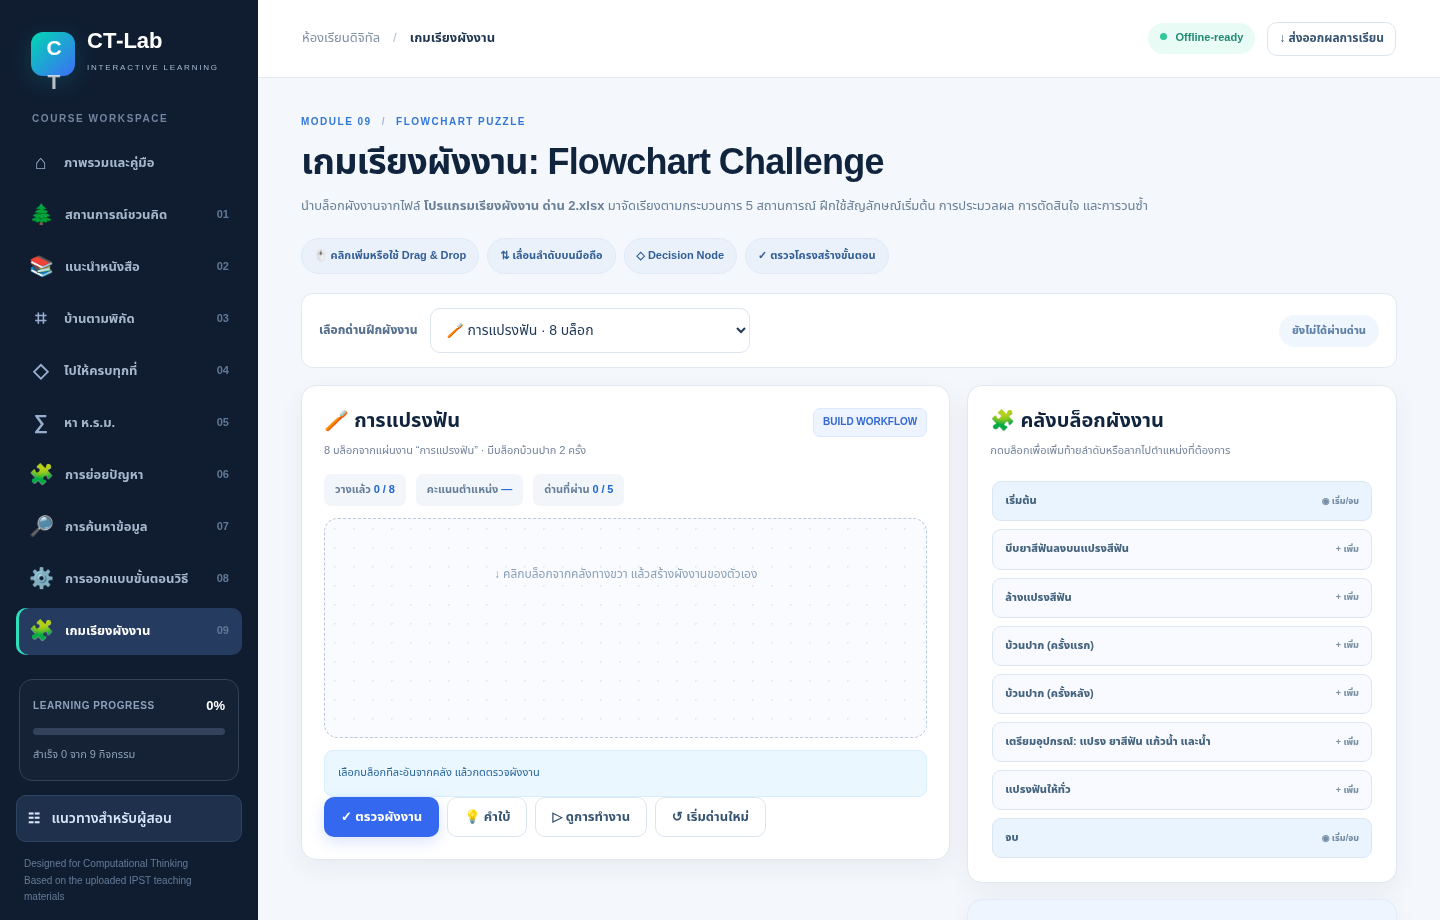 CT
CT-Lab
INTERACTIVE LEARNING
COURSE WORKSPACE
ภาพรวมและคู่มือ
สถานการณ์ชวนคิด 01
แนะนำหนังสือ 02
บ้านตามพิกัด 03
ไปให้ครบทุกที่ 04
หา ห.ร.ม. 05
การย่อยปัญหา 06
การค้นหาข้อมูล 07
การออกแบบขั้นตอนวิธี 08
เกมเรียงผังงาน 09
LEARNING PROGRESS 0%
สำเร็จ 0 จาก 9 กิจกรรม
แนวทางสำหรับผู้สอน
Designed for Computational Thinking
Based on the uploaded IPST teaching
materials
ห้องเรียนดิจิทัล / เกมเรียงผังงาน
Offline-ready
↓ ส่งออกผลการเรียน
MODULE 09 / FLOWCHART PUZZLE
เกมเรียงผังงาน: Flowchart Challenge
นำบล็อกผังงานจากไฟล์ โปรแกรมเรียงผังงาน ด่าน 2.xlsx มาจัดเรียงตามกระบวนการ 5 สถานการณ์ ฝึกใช้สัญลักษณ์เริ่มต้น การประมวลผล การตัดสินใจ และการวนซ้ำ
คลิกเพิ่มหรือใช้ Drag & Drop
⇅ เลื่อนลำดับบนมือถือ
◇ Decision Node
✓ ตรวจโครงสร้างขั้นตอน
เลือกด่านฝึกผังงาน
การแปรงฟัน · 8 บล็อก
ยังไม่ได้ผ่านด่าน
การแปรงฟัน
BUILD WORKFLOW
8 บล็อกจากแผ่นงาน “การแปรงฟัน” · มีบล็อกบ้วนปาก 2 ครั้ง
วางแล้ว 0 / 8
คะแนนตำแหน่ง —
ด่านที่ผ่าน 0 / 5
↓ คลิกบล็อกจากคลังทางขวา แล้วสร้างผังงานของตัวเอง
เลือกบล็อกทีละอันจากคลัง แล้วกดตรวจผังงาน
✓ ตรวจผังงาน
คำใบ้
▷ ดูการทำงาน
↺ เริ่มด่านใหม่
คลังบล็อกผังงาน
กดบล็อกเพื่อเพิ่มท้ายลำดับหรือลากไปตำแหน่งที่ต้องการ
เริ่มต้น ◉ เริ่ม/จบ
บีบยาสีฟันลงบนแปรงสีฟัน + เพิ่ม
ล้างแปรงสีฟัน + เพิ่ม
บ้วนปาก (ครั้งแรก) + เพิ่ม
บ้วนปาก (ครั้งหลัง) + เพิ่ม
เตรียมอุปกรณ์: แปรง ยาสีฟัน แก้วน้ำ และน้ำ + เพิ่ม
แปรงฟันให้ทั่ว + เพิ่ม
จบ ◉ เริ่ม/จบ